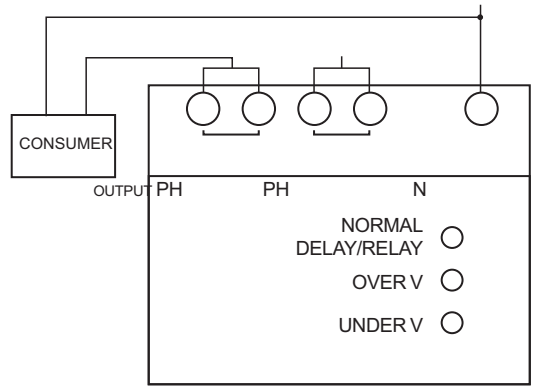 CONSUMER
OUTPUT PH PH N
NORMAL
DELAY/RELAY
OVER V
UNDER V